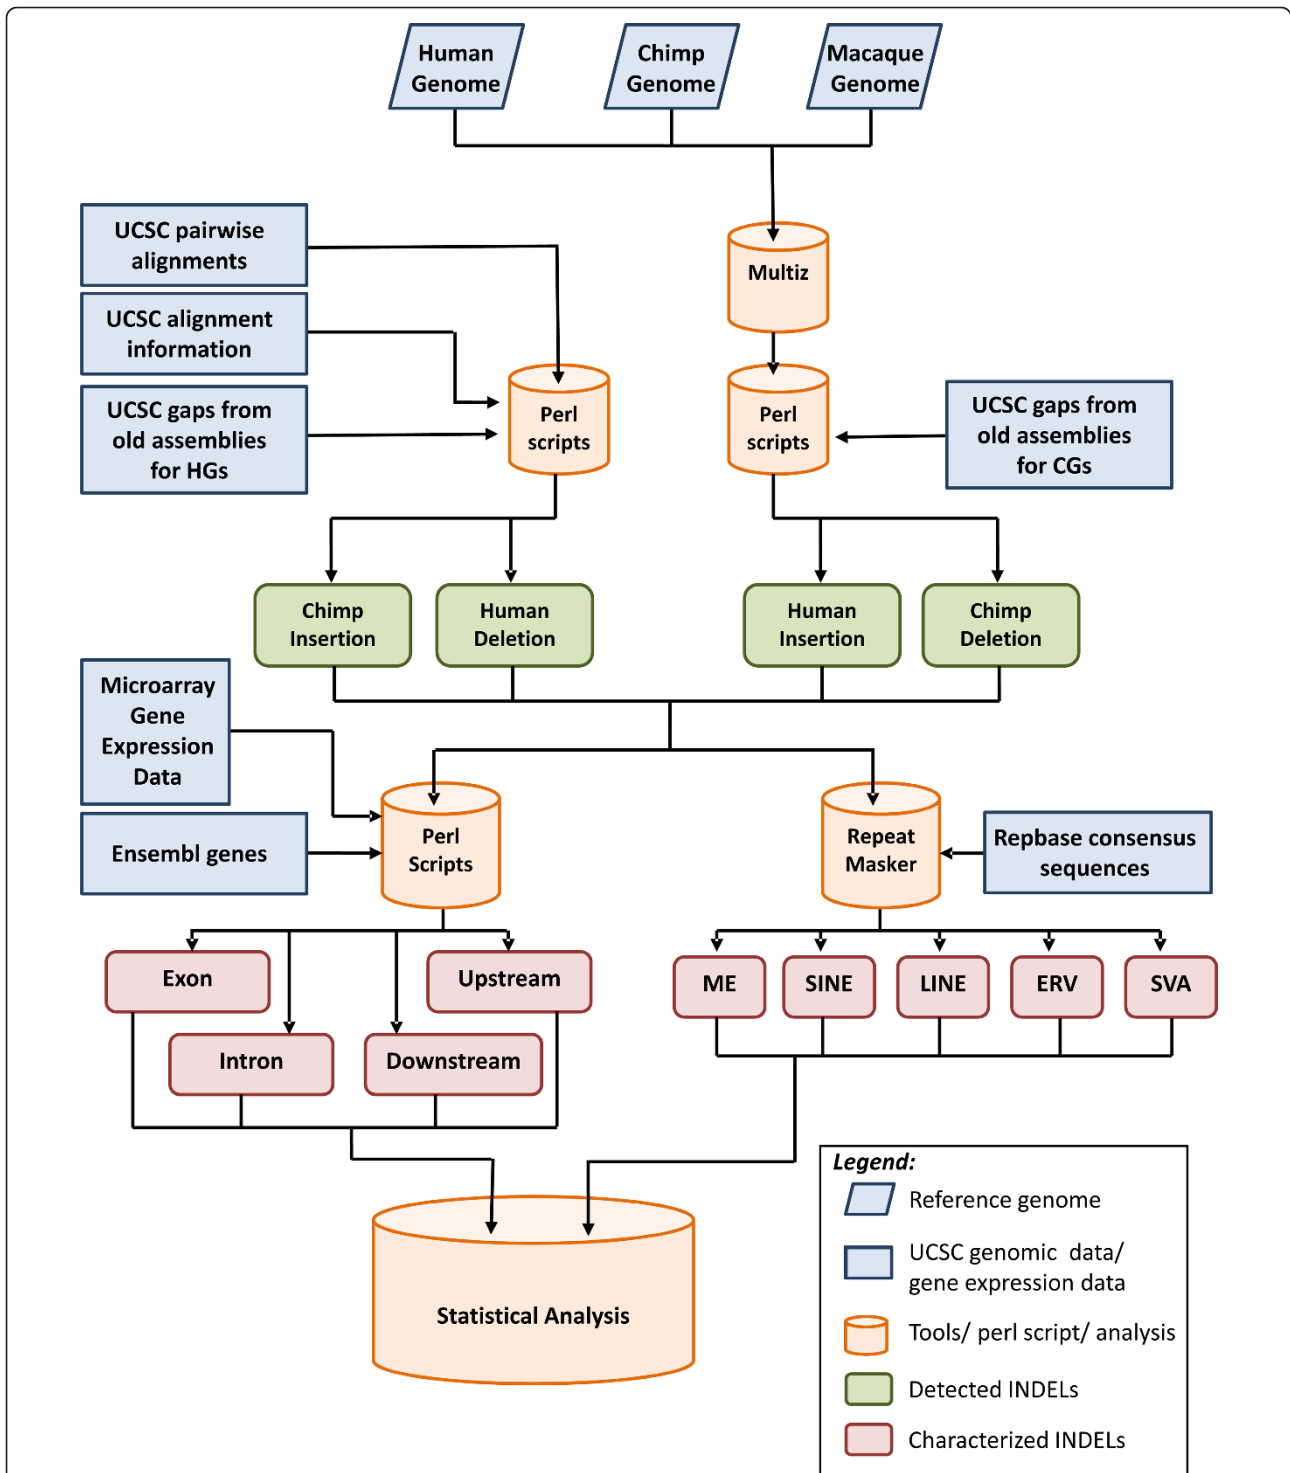 Human
Genome
Chimp
Genome
Macaque
Genome
UCSC pairwise
alignments
Multiz
UCSC alignment
information
UCSC gaps from
old assemblies
for HGs
Perl
scripts
Perl
scripts
UCSC gaps from
old assemblies
for CGs
Chimp
Insertion
Human
Deletion
Human
Insertion
Chimp
Deletion
Microarray
Gene
Expression
Data
Ensembl genes
Perl
Scripts
Repeat
Masker
Repbase consensus
sequences
Exon
Upstream
Intron
Downstream
ME
SINE
LINE
ERV
SVA
Statistical Analysis
Legend:
Reference genome
UCSC genomic data/
gene expression data
Tools/ perl script/ analysis
Detected INDELs
Characterized INDELs